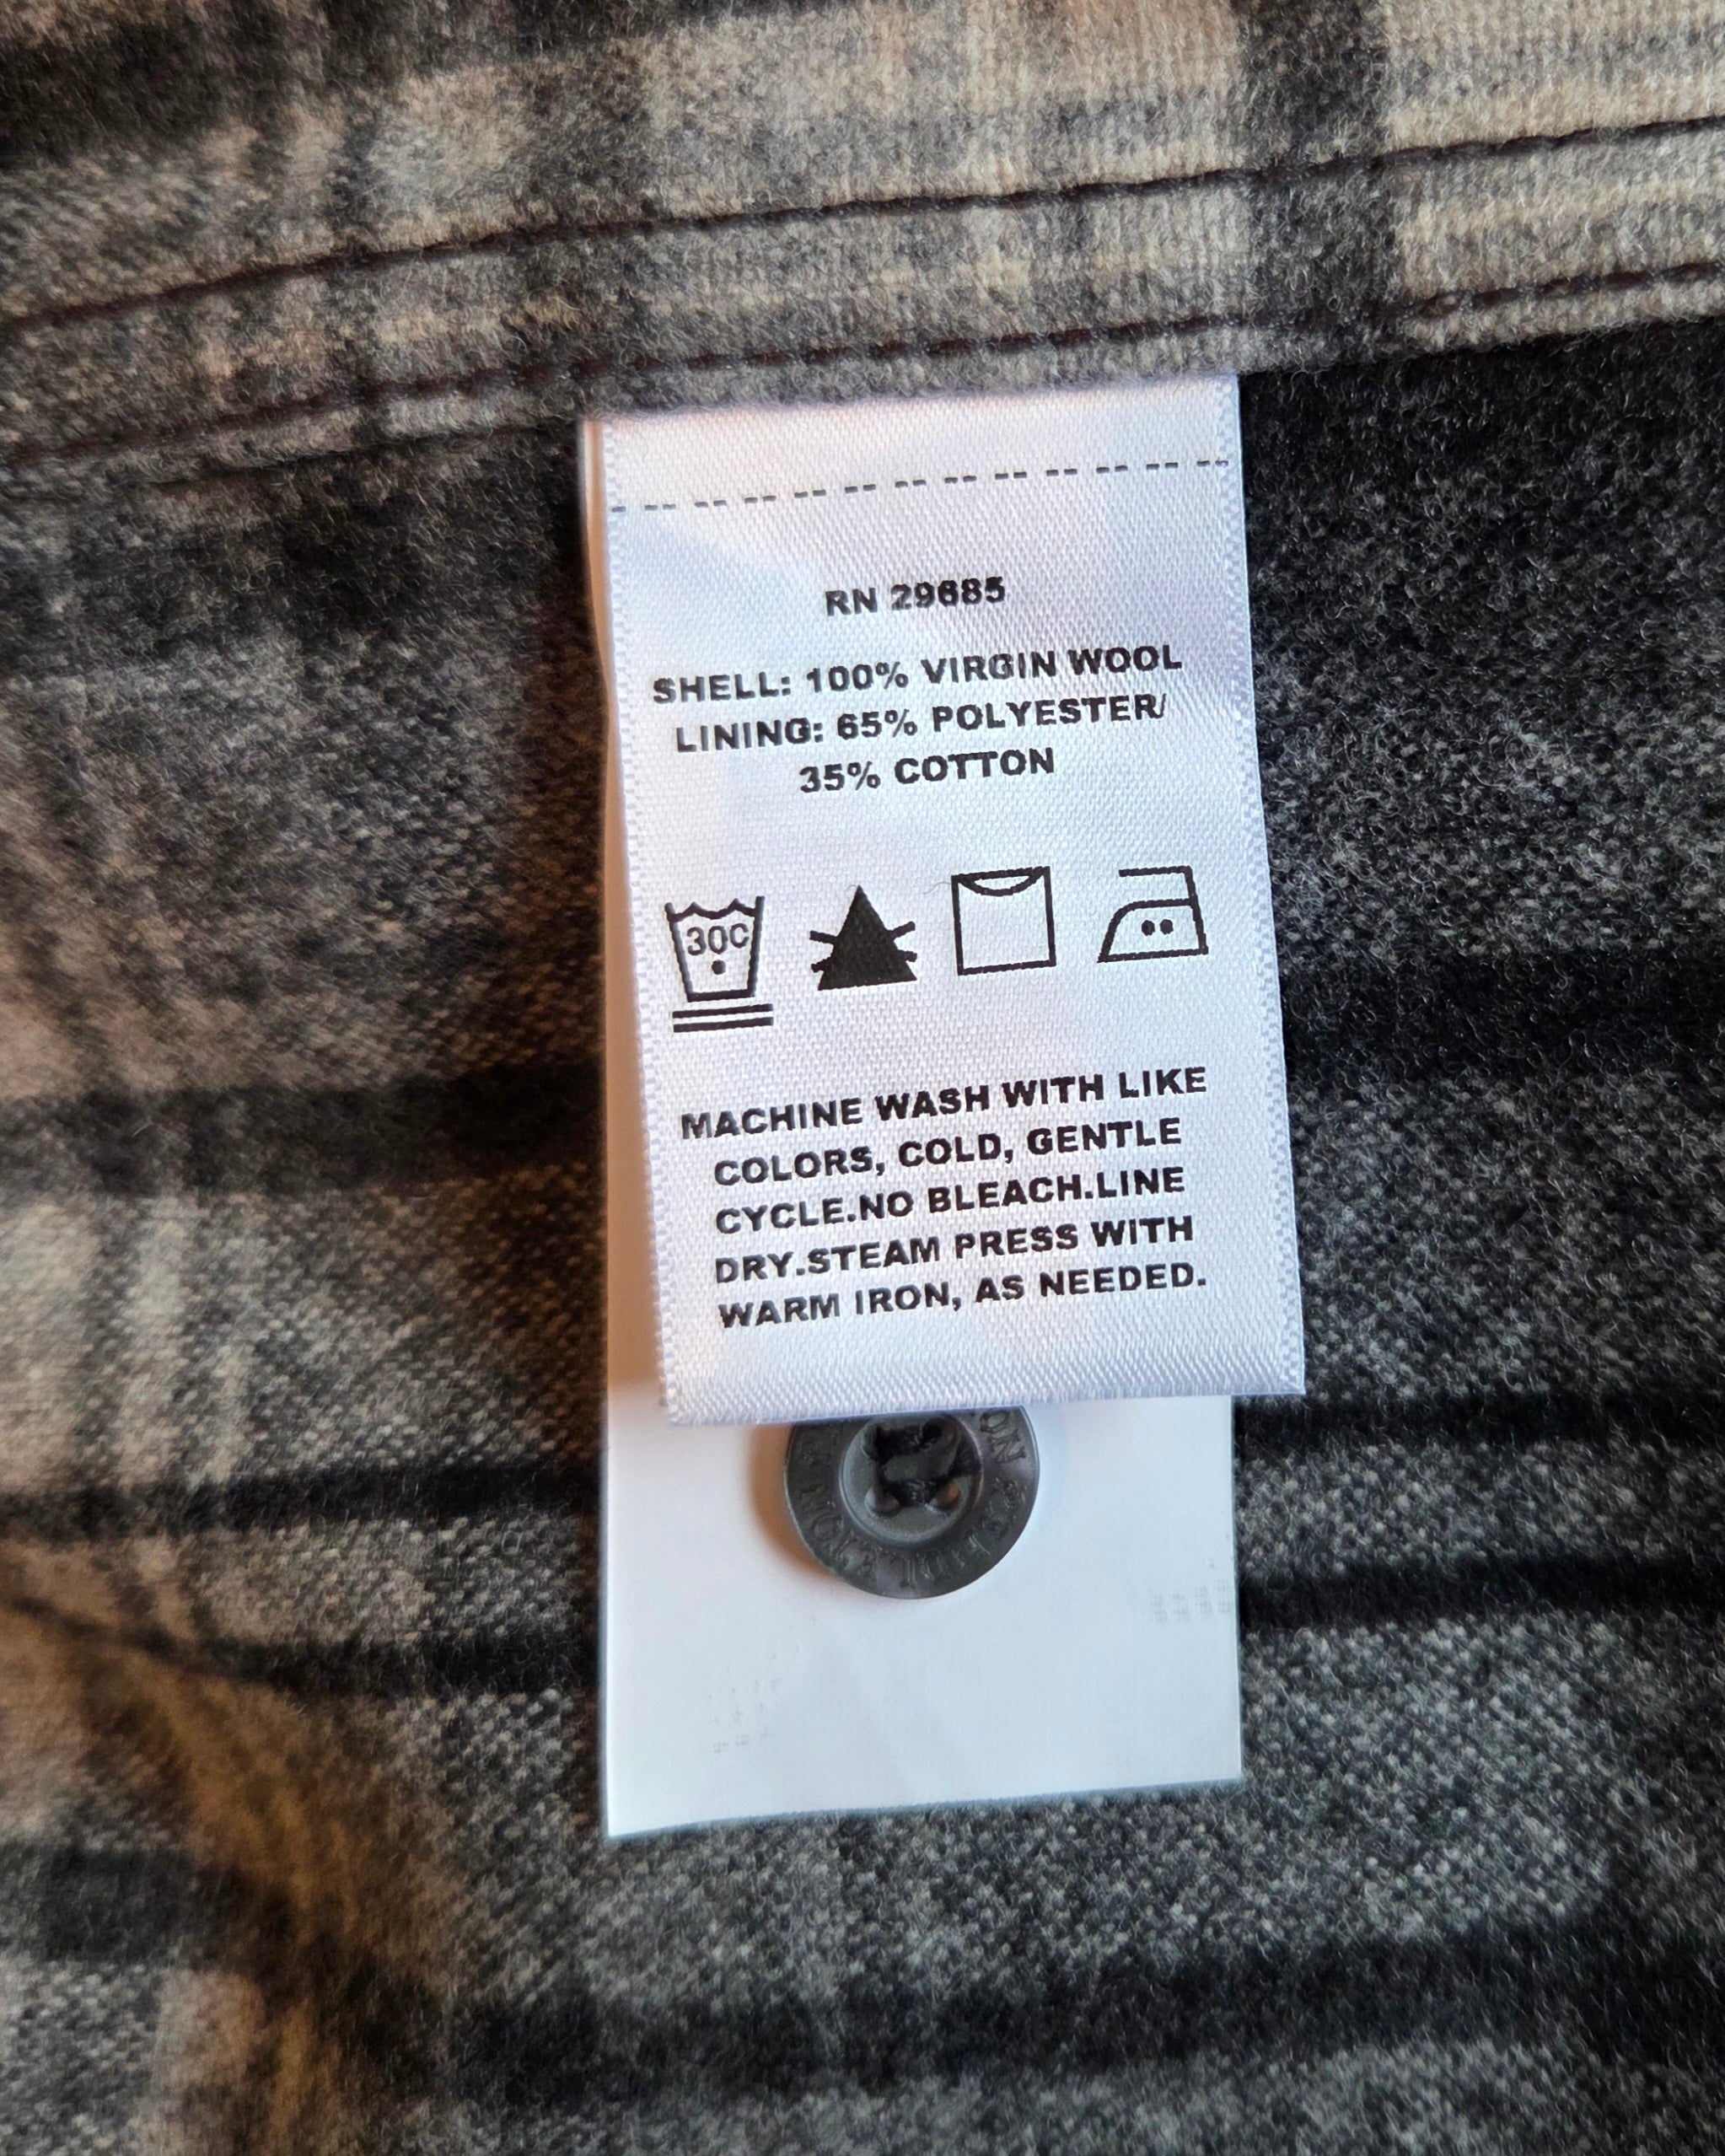 RN 29685
SHELL: 100% VIRGIN WOOL
LINING: 65% POLYESTER/
35% COTTON
30C
MACHINE WASH WITH LIKE
COLORS, COLD, GENTLE
CYCLE.NO BLEACH.LINE
DRY.STEAM PRESS WITH
WARM IRON, AS NEEDED.